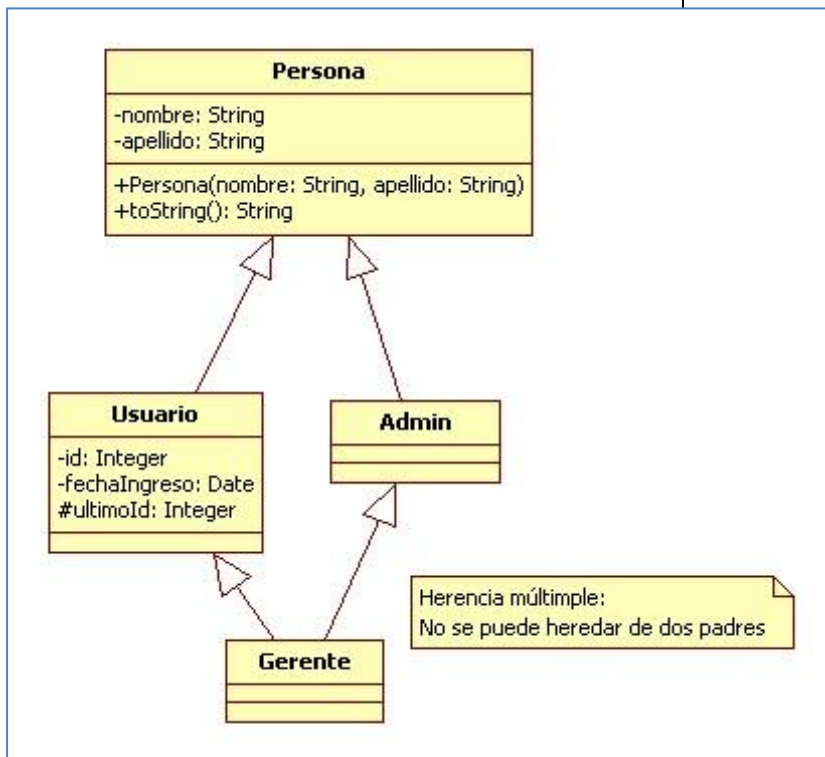 Persona
-nombre: String
-apellido: String
+Persona(nombre: String, apellido: String)
+toString(): String
Usuario
-id: Integer
-fechaIngreso: Date
#ultimoId: Integer
Admin
Herencia múltimple:
No se puede heredar de dos padres
Gerente